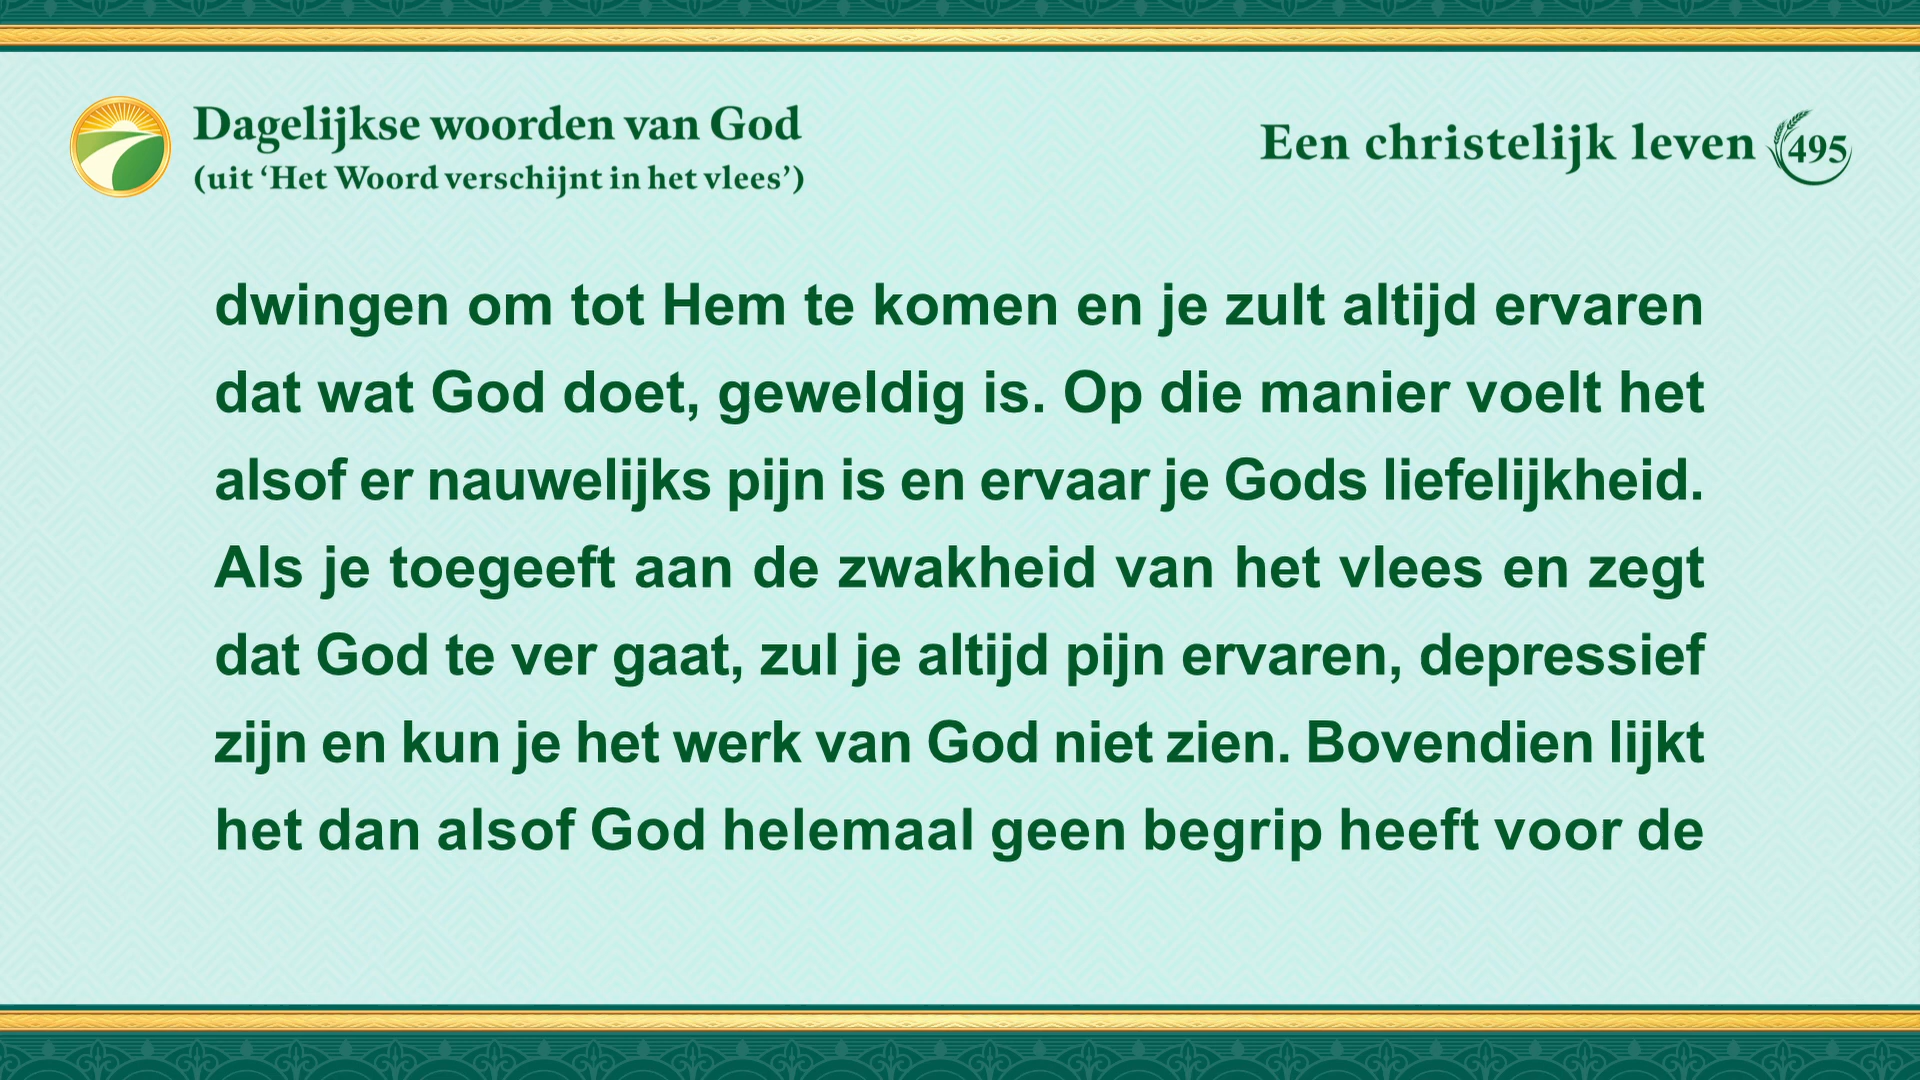 Dagelijkse woorden van God
(uit ‘Het Woord verschijnt in het vlees’)
Een christelijk leven 495
dwingen om tot Hem te komen en je zult altijd ervaren
dat wat God doet, geweldig is. Op die manier voelt het
alsof er nauwelijks pijn is en ervaar je Gods liefelijkheid.
Als je toegeeft aan de zwakheid van het vlees en zegt
dat God te ver gaat, zul je altijd pijn ervaren, depressief
zijn en kun je het werk van God niet zien. Bovendien lijkt
het dan alsof God helemaal geen begrip heeft voor de